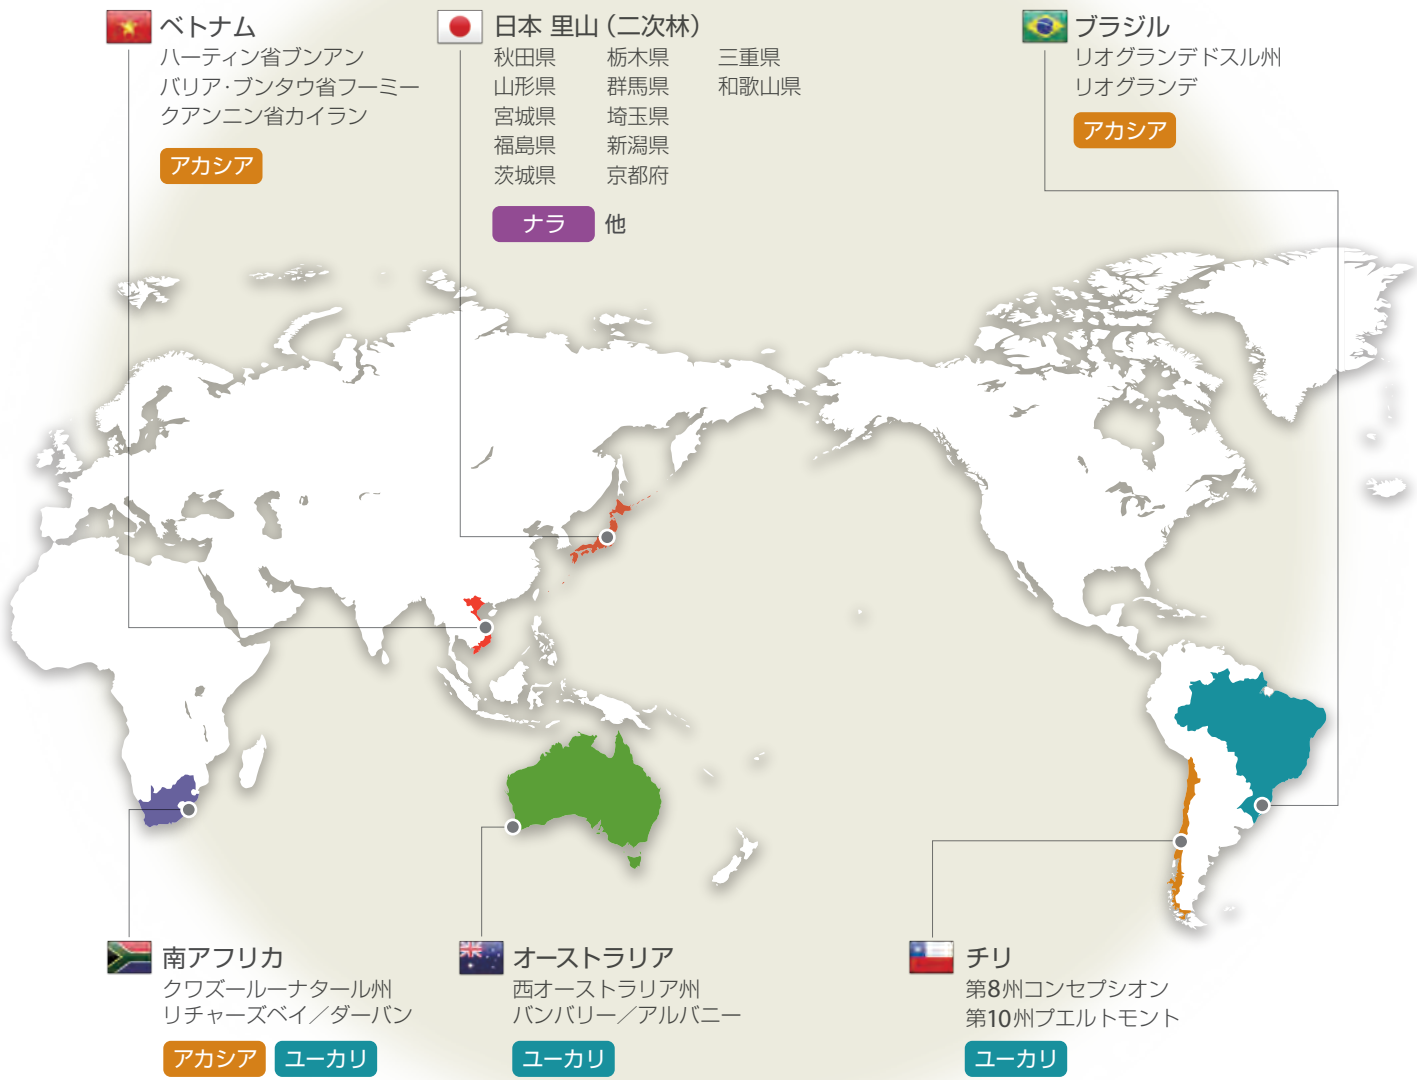 ベトナム
ハーティン省ブンアン
バリア・ブンタウ省フーミー
クアンニン省カイラン
アカシア
日本 里山（二次林）
秋田県 栃木県 三重県
山形県 群馬県 和歌山県
宮城県 埼玉県
福島県 新潟県
茨城県 京都府
ナラ 他
ブラジル
リオグランデドスル州
リオグランデ
アカシア
南アフリカ
クワズールーナタール州
リチャーズベイ／ダーバン
アカシア ユーカリ
オーストラリア
西オーストラリア州
バンバリー／アルバニー
ユーカリ
チリ
第8州コンセプシオン
第10州プエルトモント
ユーカリ